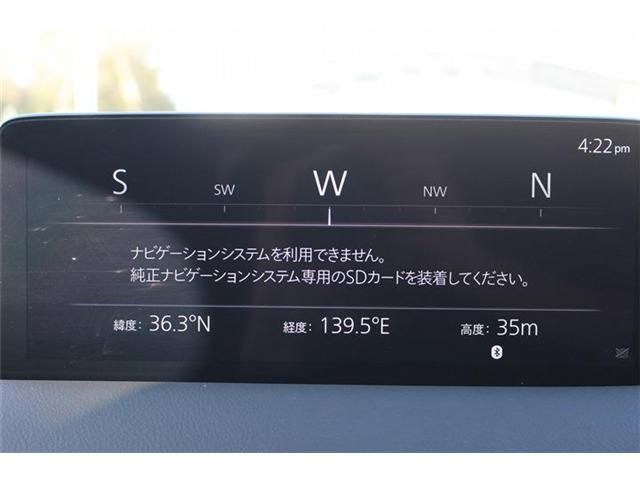 4:22pm
S SW W NW N
ナビゲーションシステムを利用できません。
純正ナビゲーションシステム専用のSDカードを装着してください。
緯度: 36.3°N 経度: 139.5°E 高度: 35m